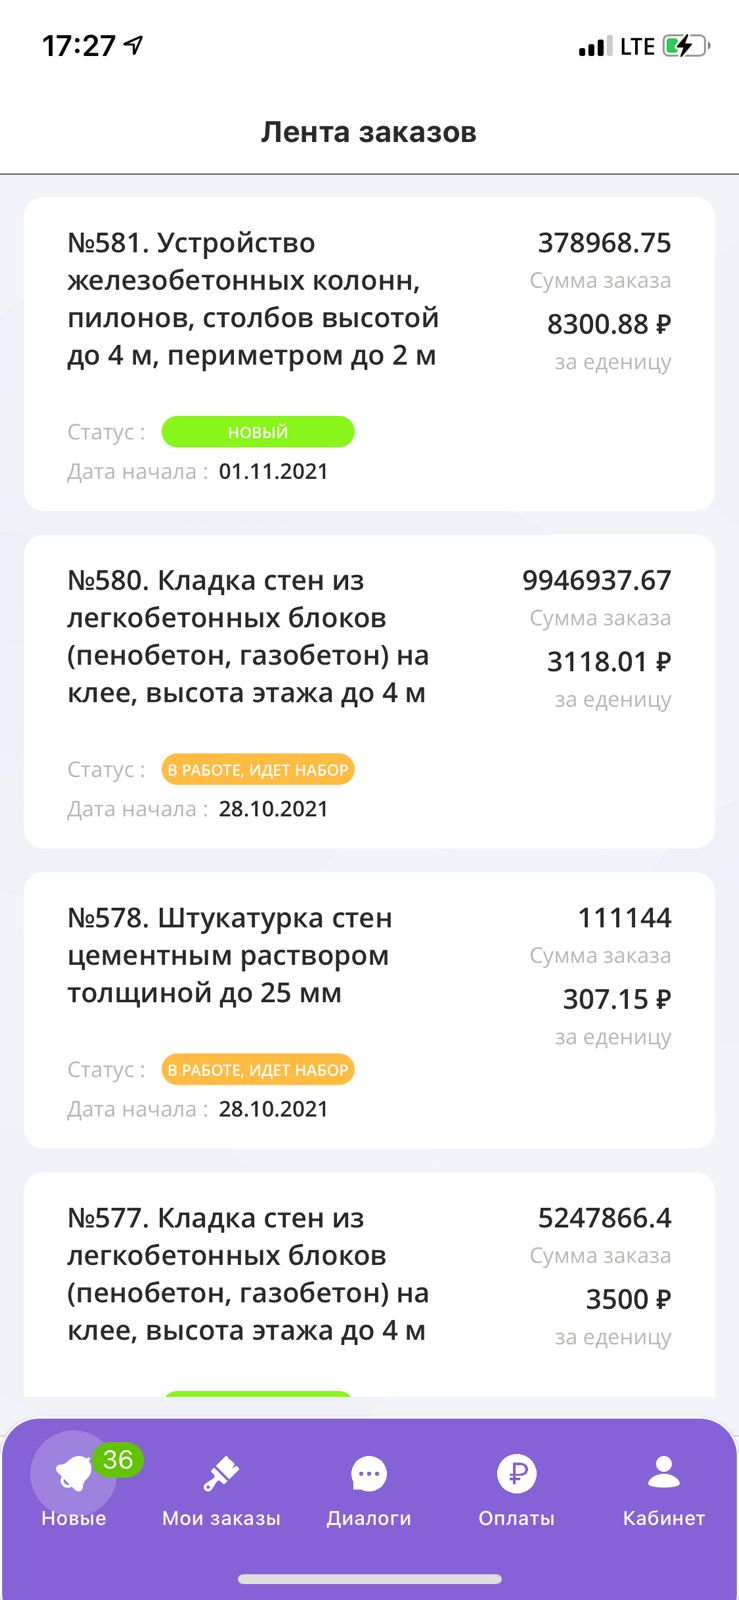 17:27
LTE
Лента заказов
№581. Устройство
железобетонных колонн,
пилонов, столбов высотой
до 4 м, периметром до 2 м
378968.75
Сумма заказа
8300.88 ₽
за еденицу
Статус :
НОВЫЙ
Дата начала : 01.11.2021
№580. Кладка стен из
легкобетонных блоков
(пенобетон, газобетон) на
клее, высота этажа до 4 м
9946937.67
Сумма заказа
3118.01 ₽
за еденицу
Статус :
В РАБОТЕ, ИДЕТ НАБОР
Дата начала : 28.10.2021
№578. Штукатурка стен
цементным раствором
толщиной до 25 мм
111144
Сумма заказа
307.15 ₽
за еденицу
Статус :
В РАБОТЕ, ИДЕТ НАБОР
Дата начала : 28.10.2021
№577. Кладка стен из
легкобетонных блоков
(пенобетон, газобетон) на
клее, высота этажа до 4 м
5247866.4
Сумма заказа
3500 ₽
за еденицу
36
₽
Новые
Мои заказы
Диалоги
Оплаты
Кабинет